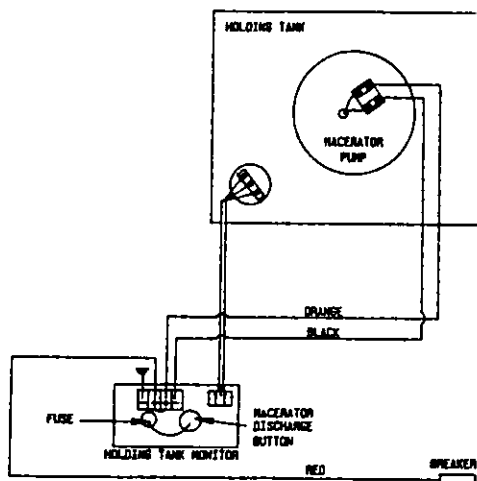 HOLDING TANK
MACERATOR
PUMP
ORANGE
BLACK
FUSE
MACERATOR
DISCHARGE
BUTTON
HOLDING TANK MONITOR
RED
BREAKER